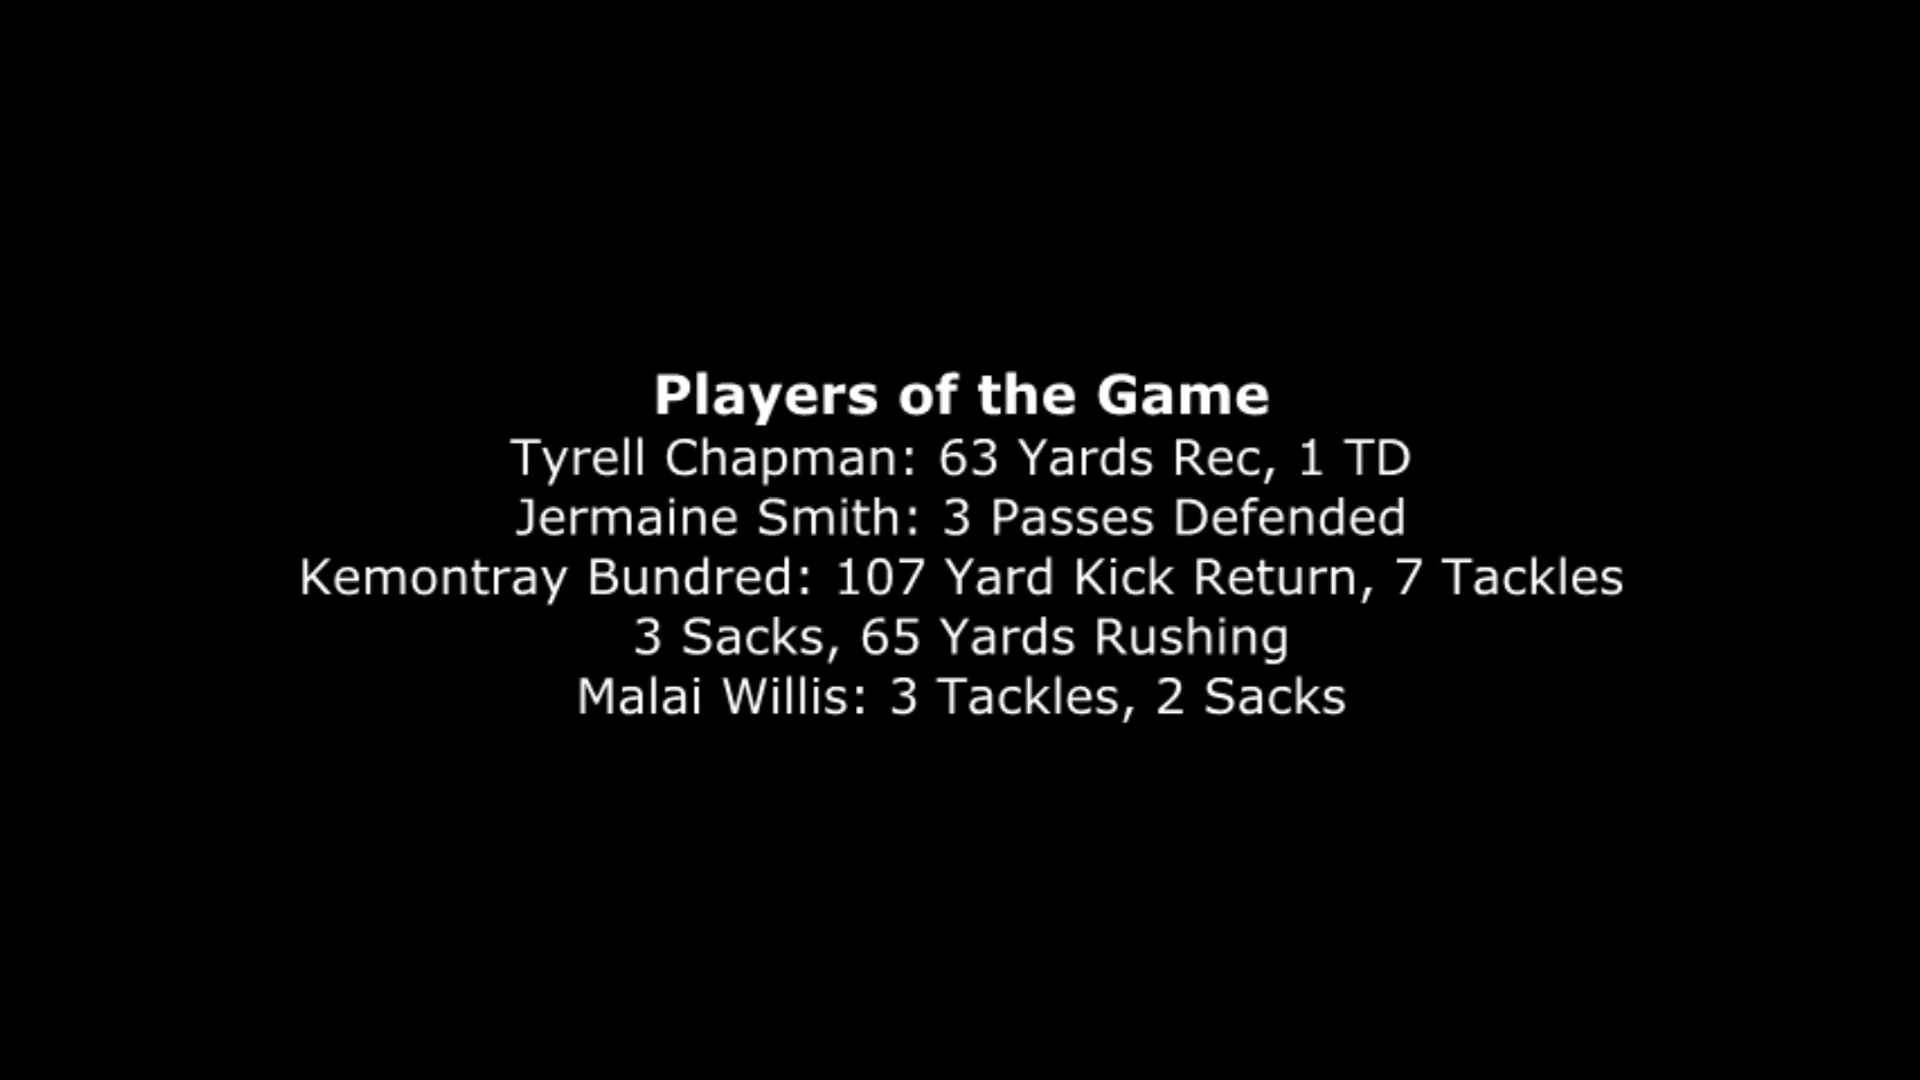 Players of the Game
Tyrell Chapman: 63 Yards Rec, 1 TD
Jermaine Smith: 3 Passes Defended
Kemontray Bundred: 107 Yard Kick Return, 7 Tackles
3 Sacks, 65 Yards Rushing
Malai Willis: 3 Tackles, 2 Sacks